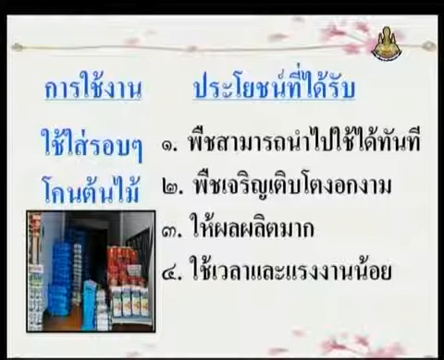 การใช้งาน
ใช้ใส่รอบๆ
โคนต้นไม้
ประโยชน์ที่ได้รับ
๑. พืชสามารถนำไปใช้ได้ทันที
๒. พืชเจริญเติบโตงอกงาม
๓. ให้ผลผลิตมาก
๔. ใช้เวลาและแรงงานน้อย